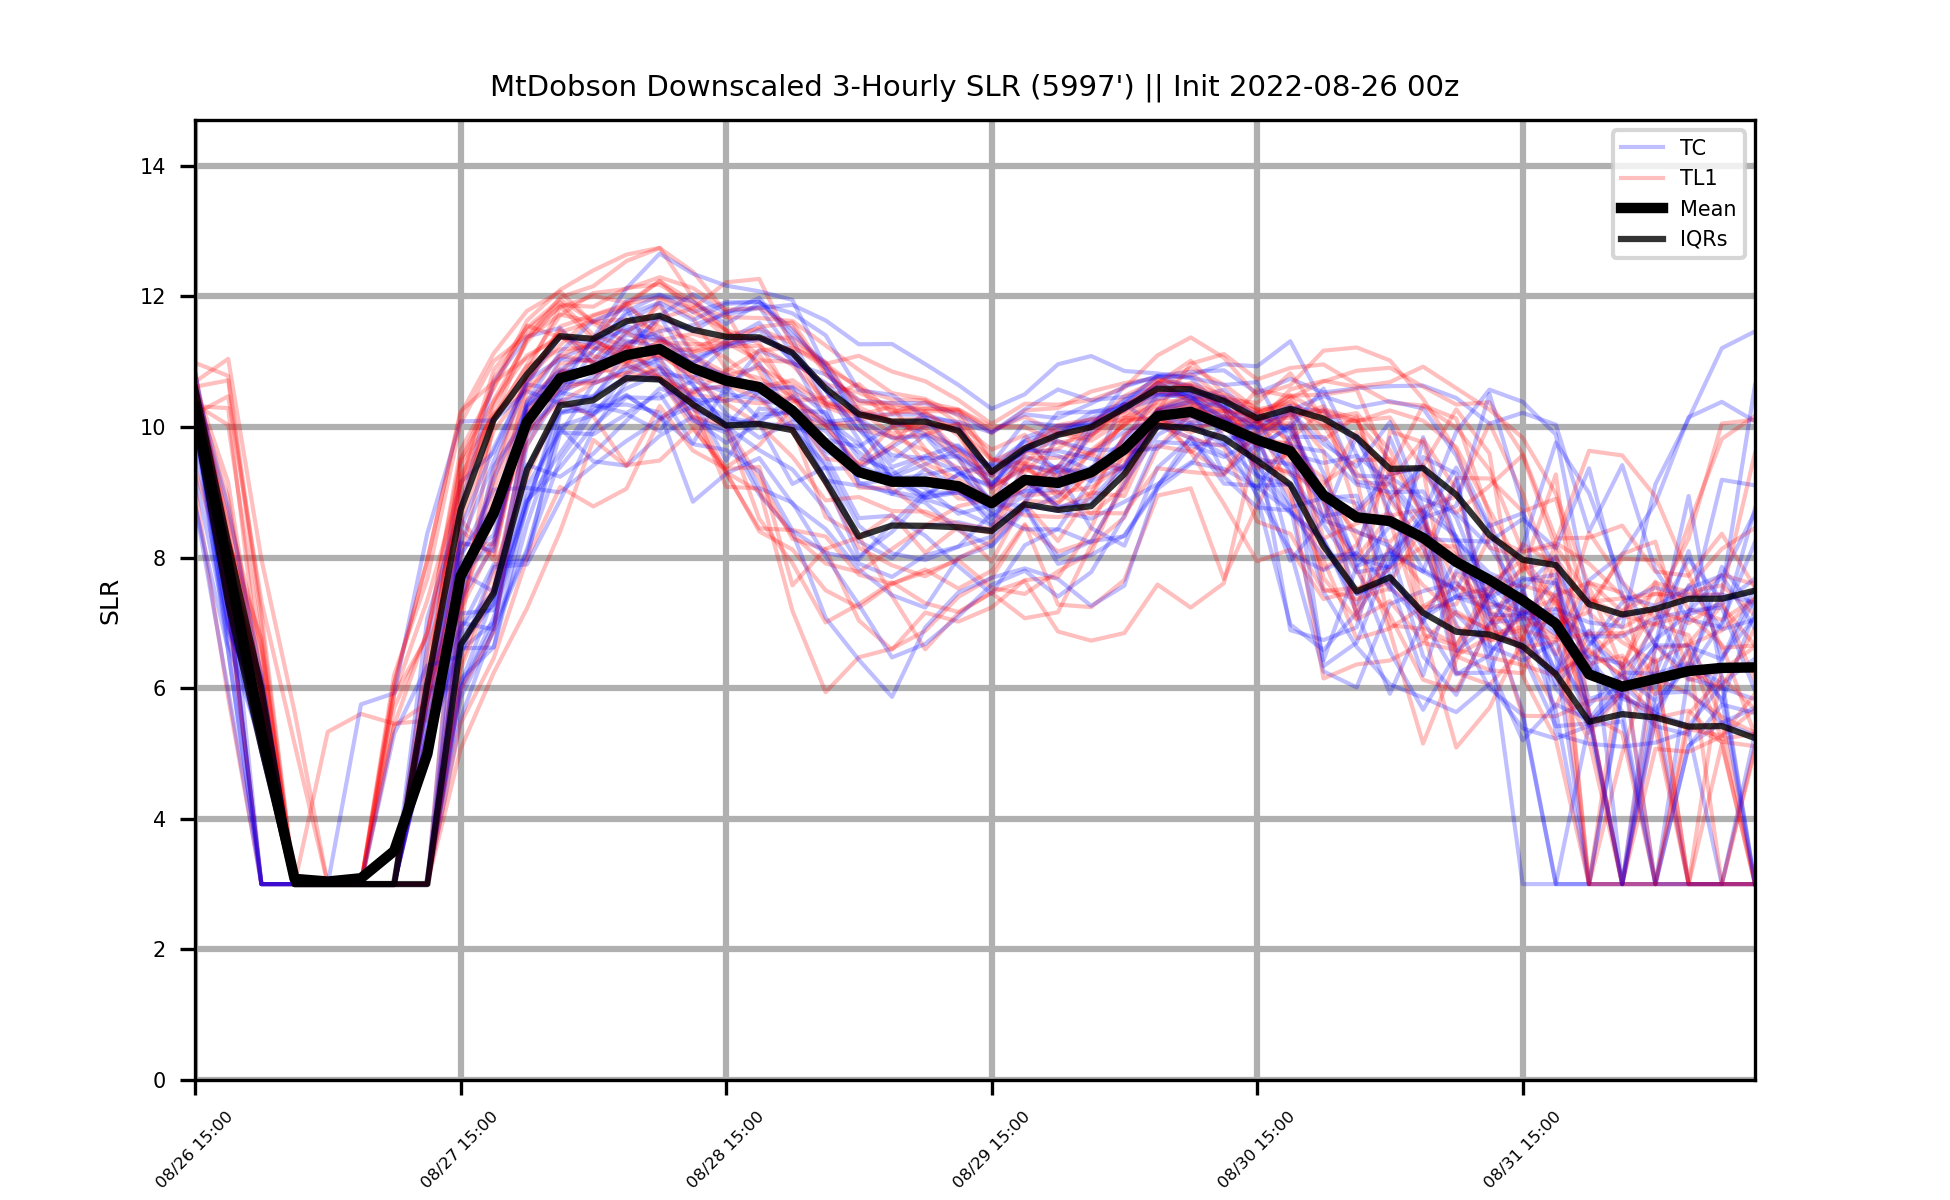 MtDobson Downscaled 3-Hourly SLR (5997') || Init 2022-08-26 00z
TC
TL1
Mean
IQRs
SLR
14
12
10
8
6
4
2
0
08/26 15:00
08/27 15:00
08/28 15:00
08/29 15:00
08/30 15:00
08/31 15:00